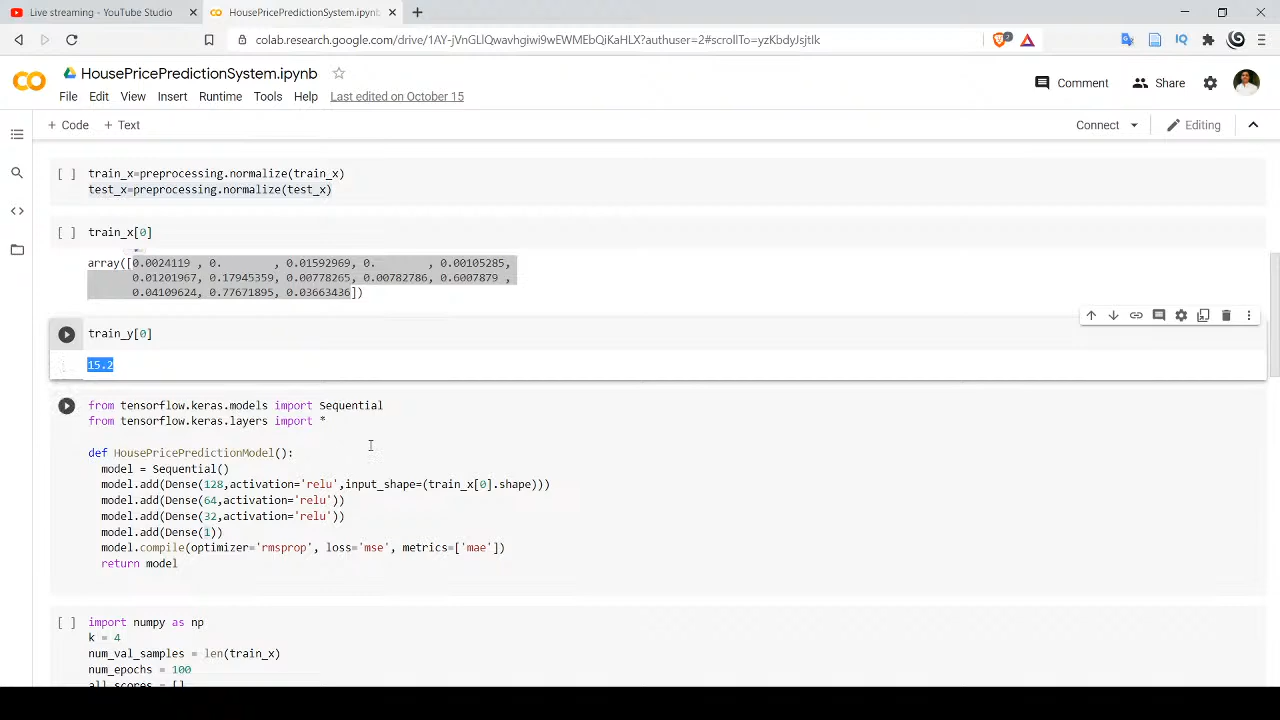 Live streaming - YouTube Studio
HousePricePredictionSystem.ipynb
colab.research.google.com/drive/1AY-jVnGLlQwavhgiwi9wEWMEbQiKaHLX?authuser=2#scrollTo=yzKbdyJsjtlk
2
HousePricePredictionSystem.ipynb
File Edit View Insert Runtime Tools Help Last edited on October 15
Comment Share
+ Code + Text
Connect Editing
[ ] train_x=preprocessing.normalize(train_x)
test_x=preprocessing.normalize(test_x)
[ ] train_x[0]
array([0.0024119 , 0. , 0.01592969, 0. , 0.00105285,
0.01201967, 0.17945359, 0.00778265, 0.00782786, 0.6007879 ,
0.04109624, 0.77671895, 0.03663436])
train_y[0]
15.2
from tensorflow.keras.models import Sequential
from tensorflow.keras.layers import *
def HousePricePredictionModel():
model = Sequential()
model.add(Dense(128,activation='relu',input_shape=(train_x[0].shape)))
model.add(Dense(64,activation='relu'))
model.add(Dense(32,activation='relu'))
model.add(Dense(1))
model.compile(optimizer='rmsprop', loss='mse', metrics=['mae'])
return model
[ ] import numpy as np
k = 4
num_val_samples = len(train_x)
num_epochs = 100
all_scores = []